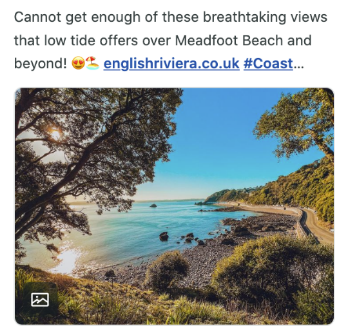 Cannot get enough of these breathtaking views
that low tide offers over Meadfoot Beach and
beyond! 😍🏖️ englishriviera.co.uk #Coast...